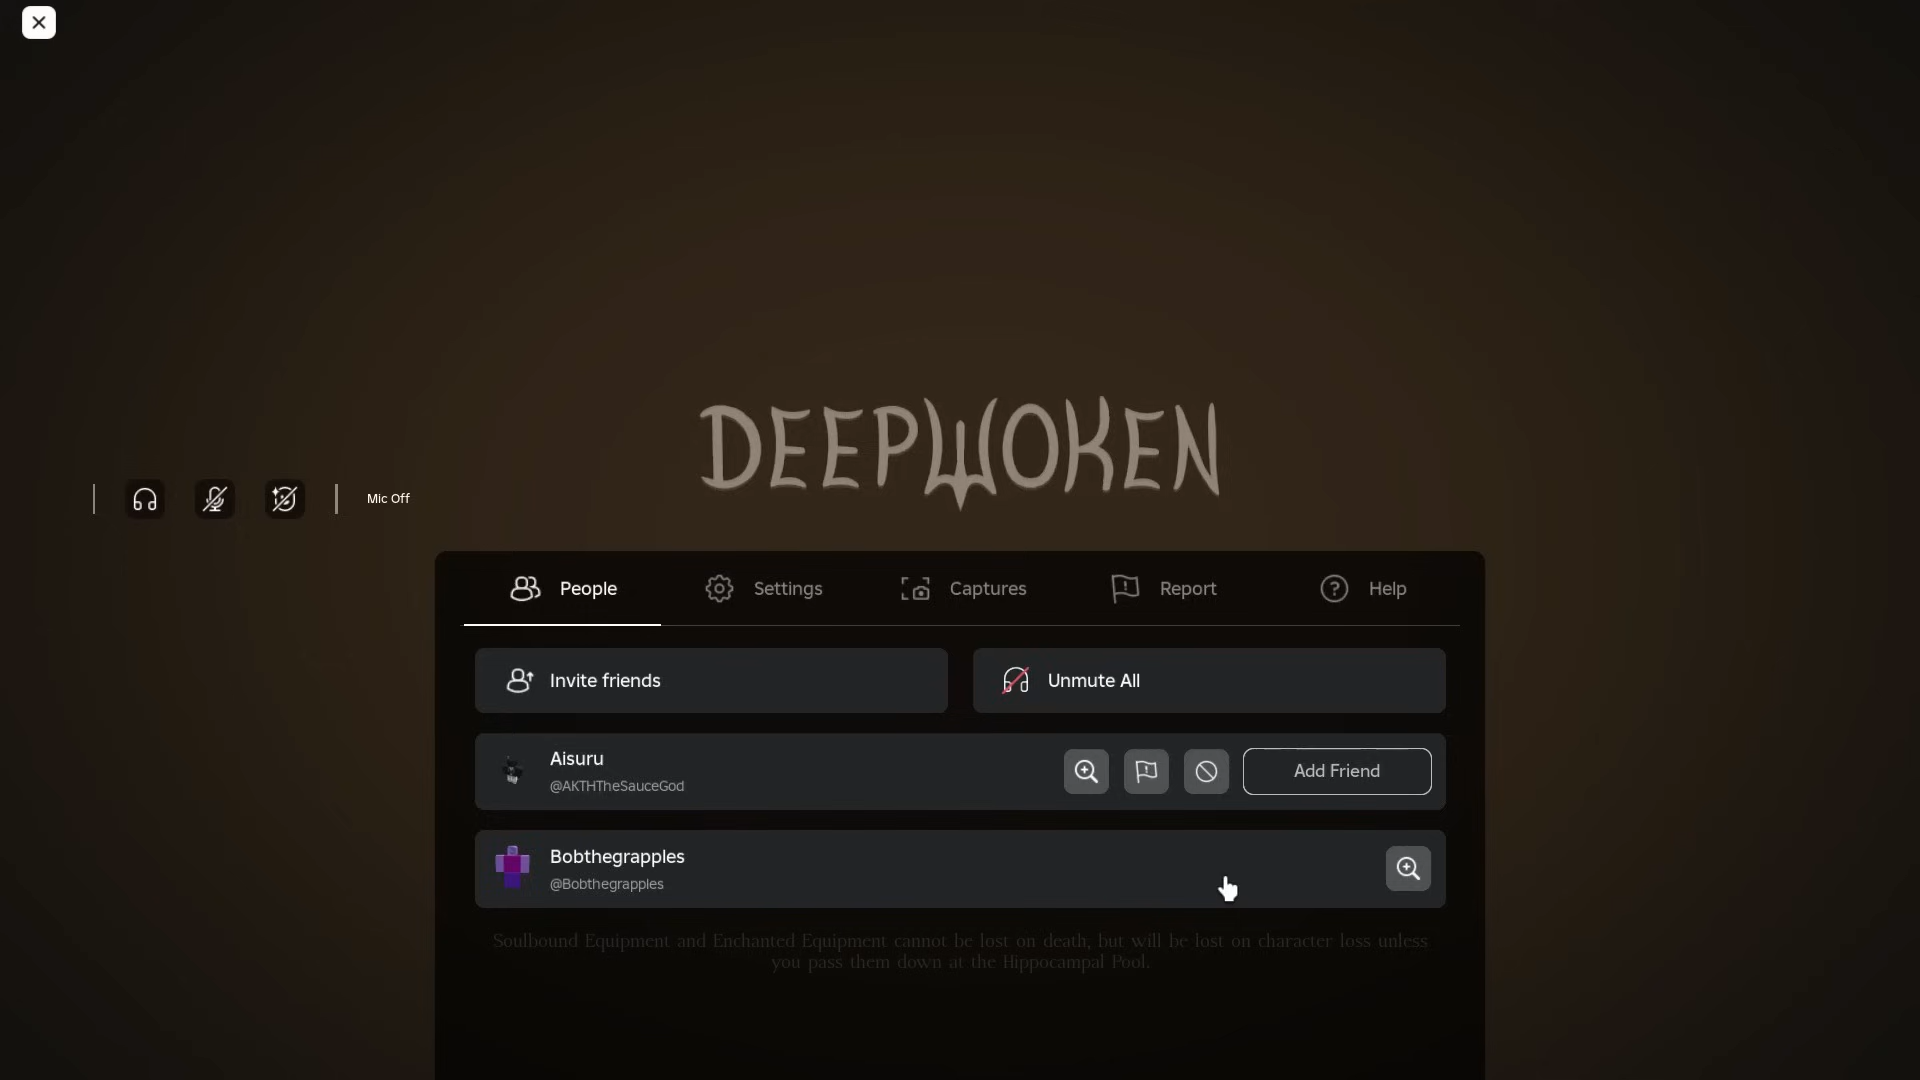 DEEPWOKEN
Mic Off
People Settings Captures Report Help
Invite friends Unmute All
Aisuru
@AKTHTheSauceGod
Add Friend
Bobthegrapples
@Bobthegrapples
Soulbound Equipment and Enchanted Equipment cannot be lost on death, but will be lost on character loss unless
you pass them down at the Hippocampal Pool.